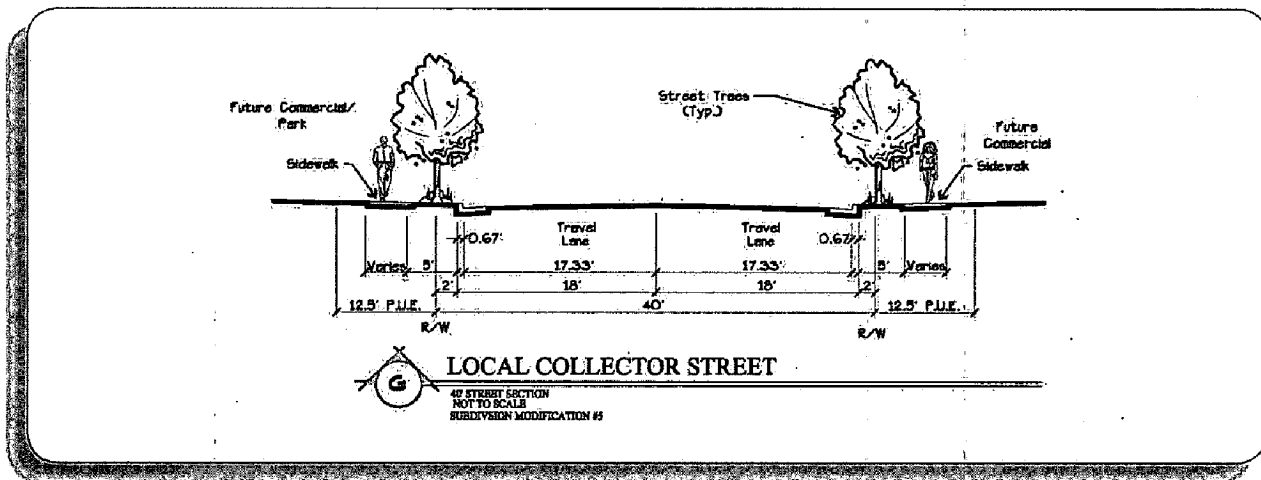 Future Commercial/
Park
Sidewalk
Street Trees
(Typ.)
Future
Commercial
Sidewalk
0.67'
Travel
Lane
Travel
Lane
0.67'
Varies
5'
17.33'
17.33'
5'
Varies
2'
18'
18'
2'
12.5' P.U.E.
40'
12.5' P.U.E.
R/W
R/W
G
LOCAL COLLECTOR STREET
40' STREET SECTION
NOT TO SCALE
SUBDIVISION MODIFICATION #5